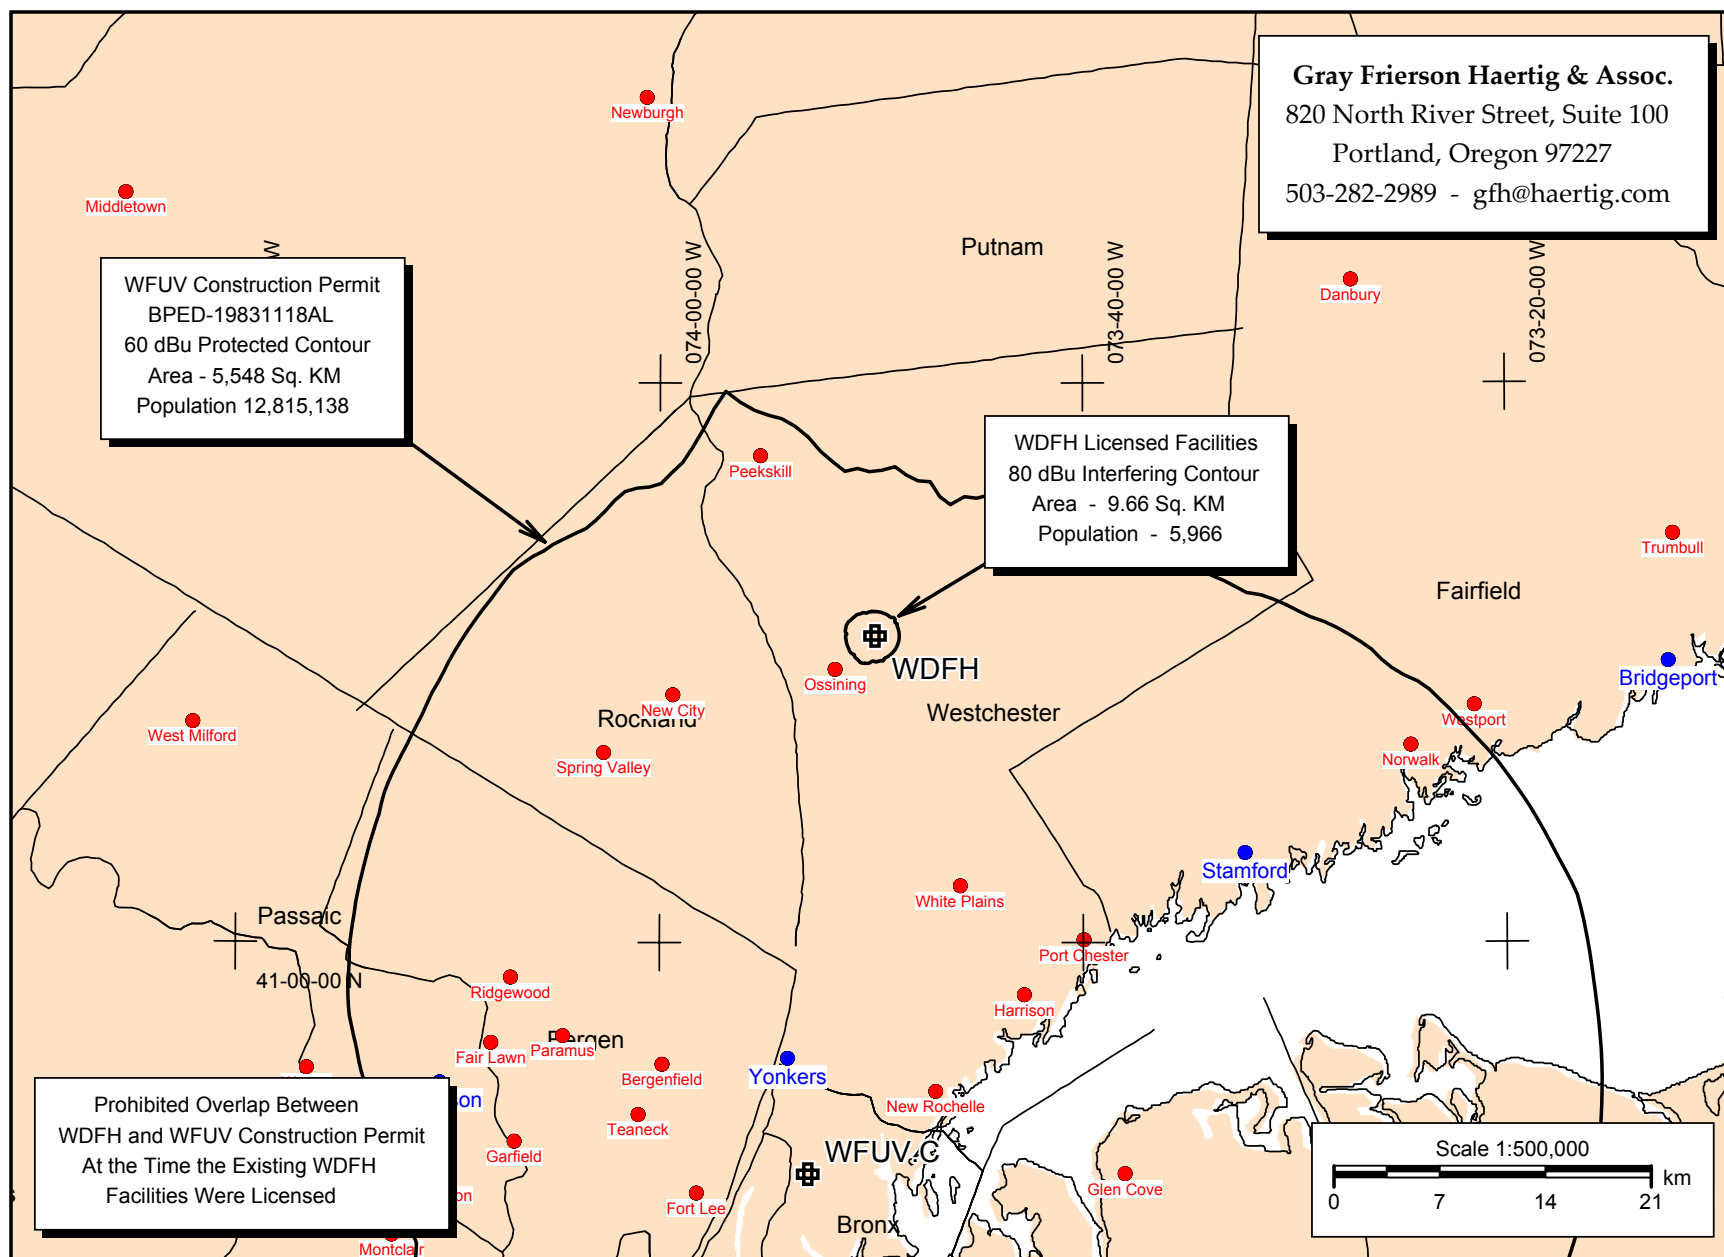 Gray Frierson Haertig & Assoc.
820 North River Street, Suite 100
Portland, Oregon 97227
503-282-2989 - gfh@haertig.com
Newburgh
Middletown
W
074-00-00 W
073-40-00 W
073-20-00 W
Putnam
Danbury
WFUV Construction Permit
BPED-19831118AL
60 dBu Protected Contour
Area - 5,548 Sq. KM
Population 12,815,138
WDFH Licensed Facilities
80 dBu Interfering Contour
Area - 9.66 Sq. KM
Population - 5,966
Peekskill
Trumbull
Fairfield
WDFH
Ossining
Bridgeport
New City
Rockland
Westchester
Westport
West Milford
Spring Valley
Norwalk
Stamford
White Plains
Passaic
Port Chester
41-00-00 N
Ridgewood
Harrison
Bergen
Paramus
Fair Lawn
Bergenfield
Yonkers
New Rochelle
son
Teaneck
Garfield
WFUV.C
Prohibited Overlap Between
WDFH and WFUV Construction Permit
At the Time the Existing WDFH
Facilities Were Licensed
on
Fort Lee
Glen Cove
Bronx
Montclair
Scale 1:500,000
km
0 7 14 21